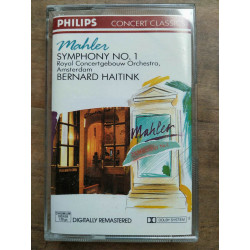 PHILIPS
CONCERT CLASSICS
Mahler
SYMPHONY NO. 1
Royal Concertgebouw Orchestra,
Amsterdam
BERNARD HAITINK
Mahler
DIGITALLY REMASTERED
DOLBY SYSTEM